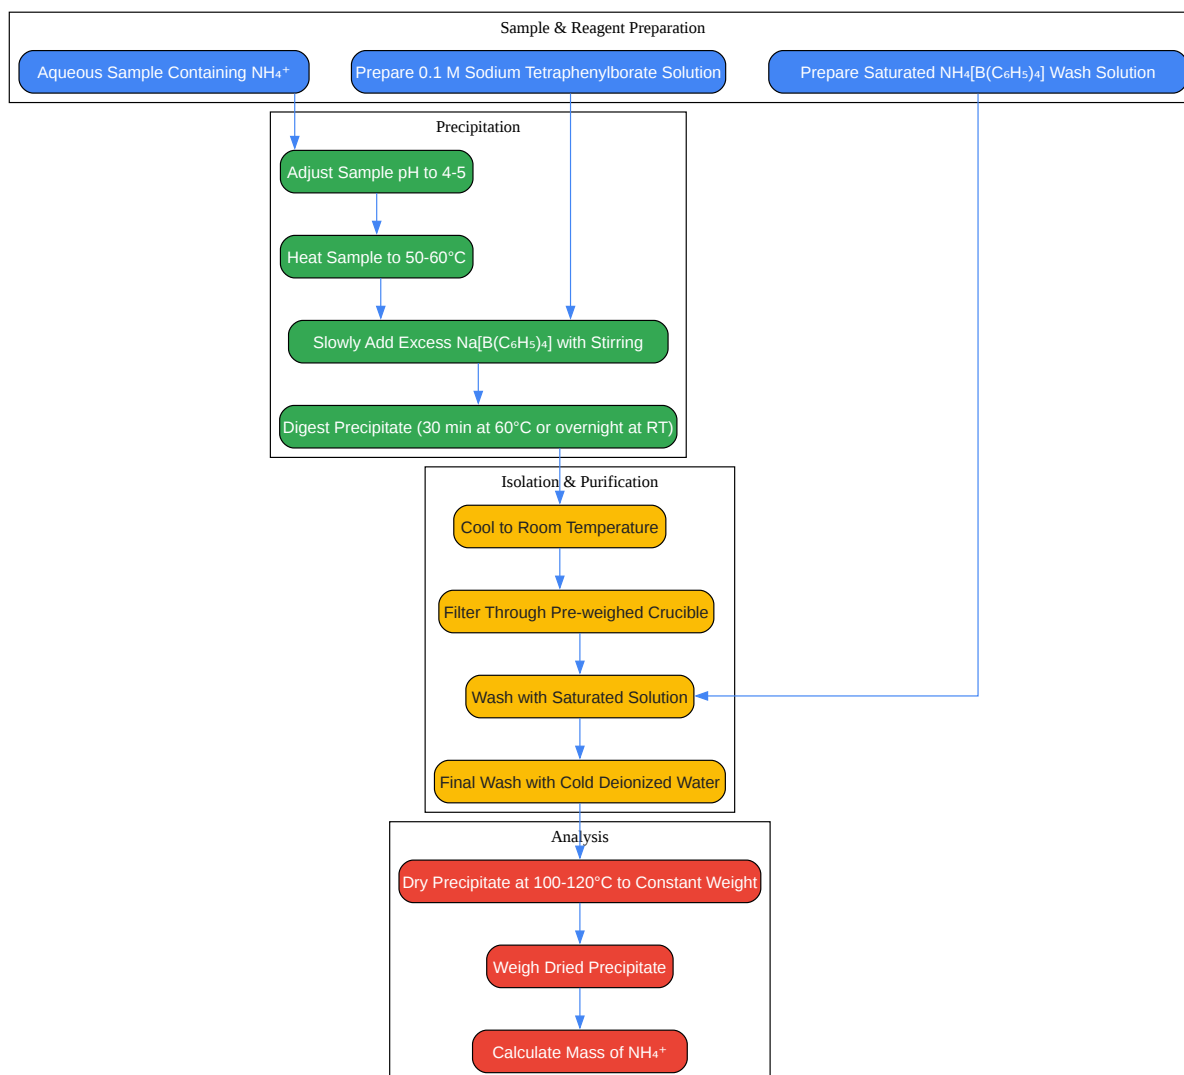 Sample & Reagent Preparation
Aqueous Sample Containing NH₄⁺
Prepare 0.1 M Sodium Tetraphenylborate Solution
Prepare Saturated NH₄[B(C₆H₅)₄] Wash Solution
Precipitation
Adjust Sample pH to 4-5
Heat Sample to 50-60°C
Slowly Add Excess Na[B(C₆H₅)₄] with Stirring
Digest Precipitate (30 min at 60°C or overnight at RT)
Isolation & Purification
Cool to Room Temperature
Filter Through Pre-weighed Crucible
Wash with Saturated Solution
Final Wash with Cold Deionized Water
Analysis
Dry Precipitate at 100-120°C to Constant Weight
Weigh Dried Precipitate
Calculate Mass of NH₄⁺